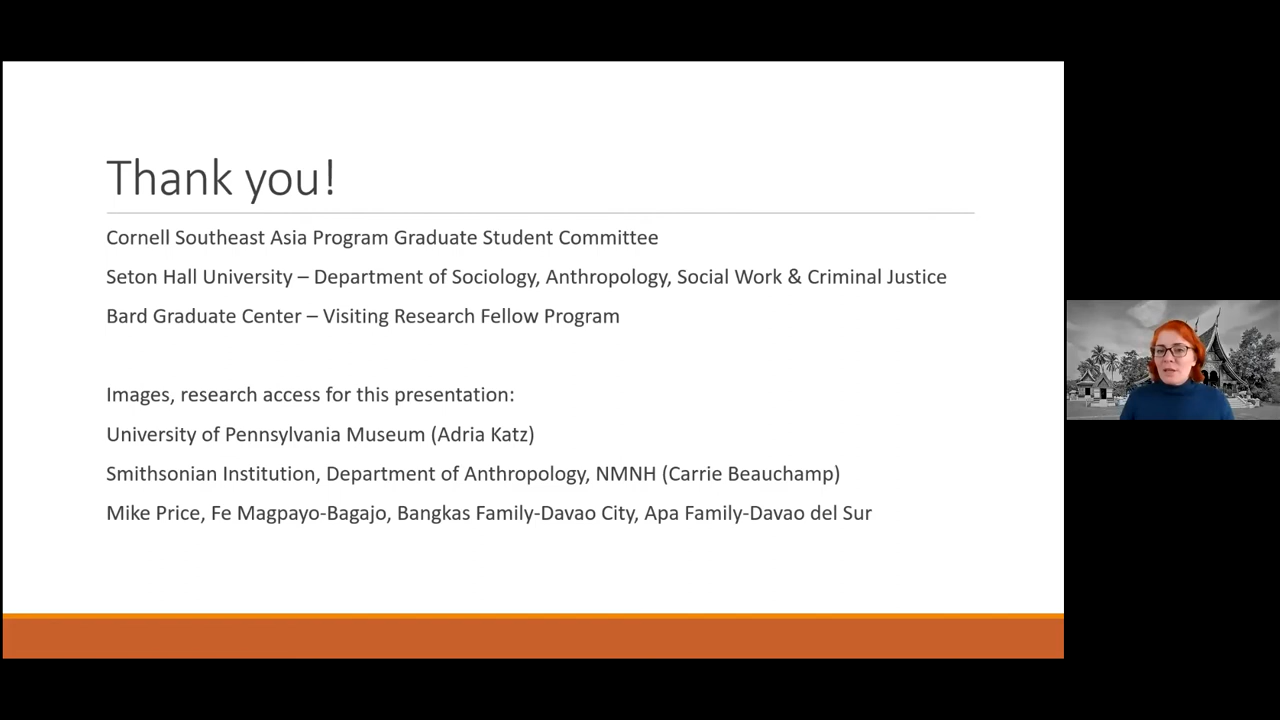 Thank you!
Cornell Southeast Asia Program Graduate Student Committee
Seton Hall University – Department of Sociology, Anthropology, Social Work & Criminal Justice
Bard Graduate Center – Visiting Research Fellow Program
Images, research access for this presentation:
University of Pennsylvania Museum (Adria Katz)
Smithsonian Institution, Department of Anthropology, NMNH (Carrie Beauchamp)
Mike Price, Fe Magpayo-Bagajo, Bangkas Family-Davao City, Apa Family-Davao del Sur